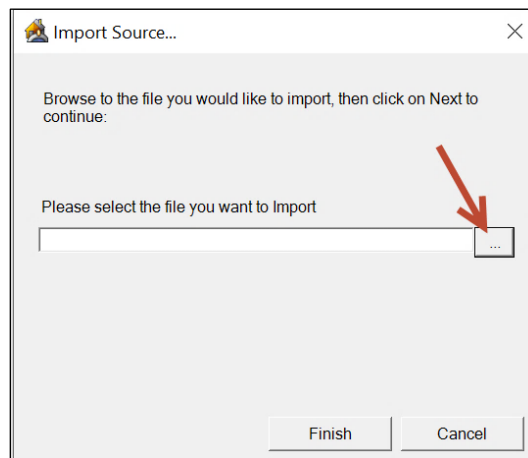 Import Source...
Browse to the file you would like to import, then click on Next to
continue:
Please select the file you want to Import
...
Finish
Cancel